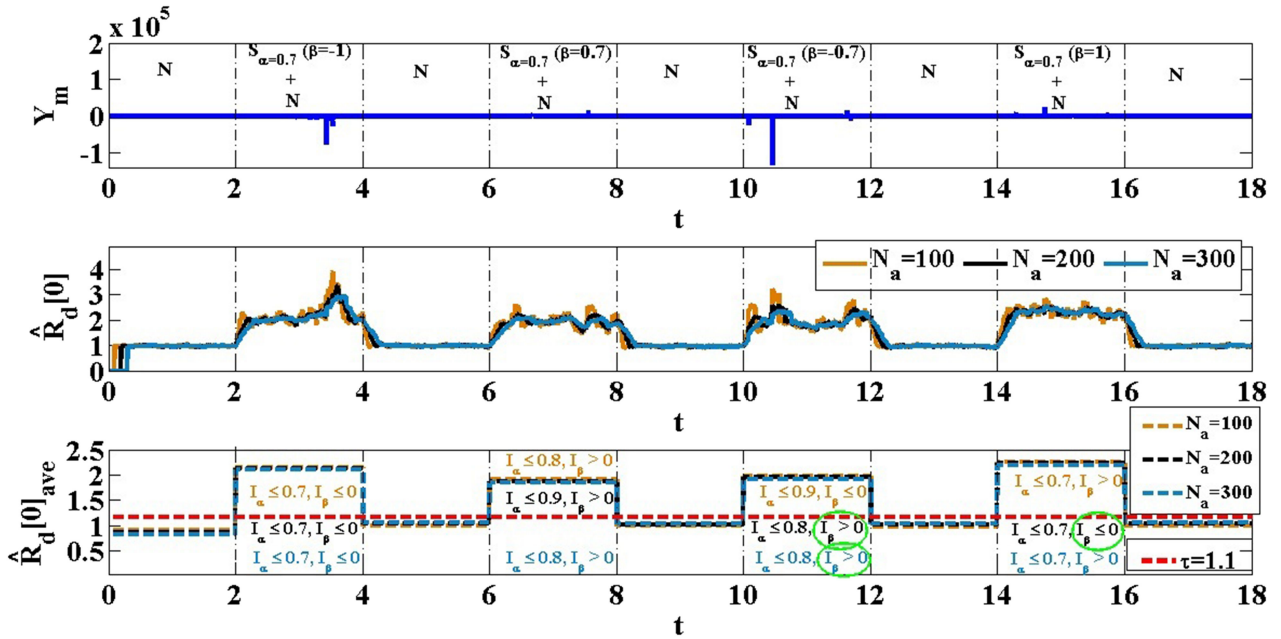 x 10⁵
2
1
0
-1
Y_m
N
S_α=0.7 (β=-1)
+
N
N
S_α=0.7 (β=0.7)
+
N
N
S_α=0.7 (β=-0.7)
+
N
N
S_α=0.7 (β=1)
+
N
N
0 2 4 6 8 10 12 14 16 18
t
N_a=100 N_a=200 N_a=300
4
3
2
1
0
R̂_d[0]
0 2 4 6 8 10 12 14 16 18
t
N_a=100
N_a=200
N_a=300
τ=1.1
2.5
2
1.5
1
0.5
R̂_d[0]_ave
I_α≤0.7, I_β≤0
I_α≤0.7, I_β≤0
I_α≤0.7, I_β≤0
I_α≤0.8, I_β>0
I_α≤0.9, I_β>0
I_α≤0.8, I_β>0
I_α≤0.9, I_β≤0
I_α≤0.8, I_β>0
I_α≤0.8, I_β>0
I_α≤0.7, I_β>0
I_α≤0.7, I_β≤0
I_α≤0.7, I_β>0
0 2 4 6 8 10 12 14 16 18
t